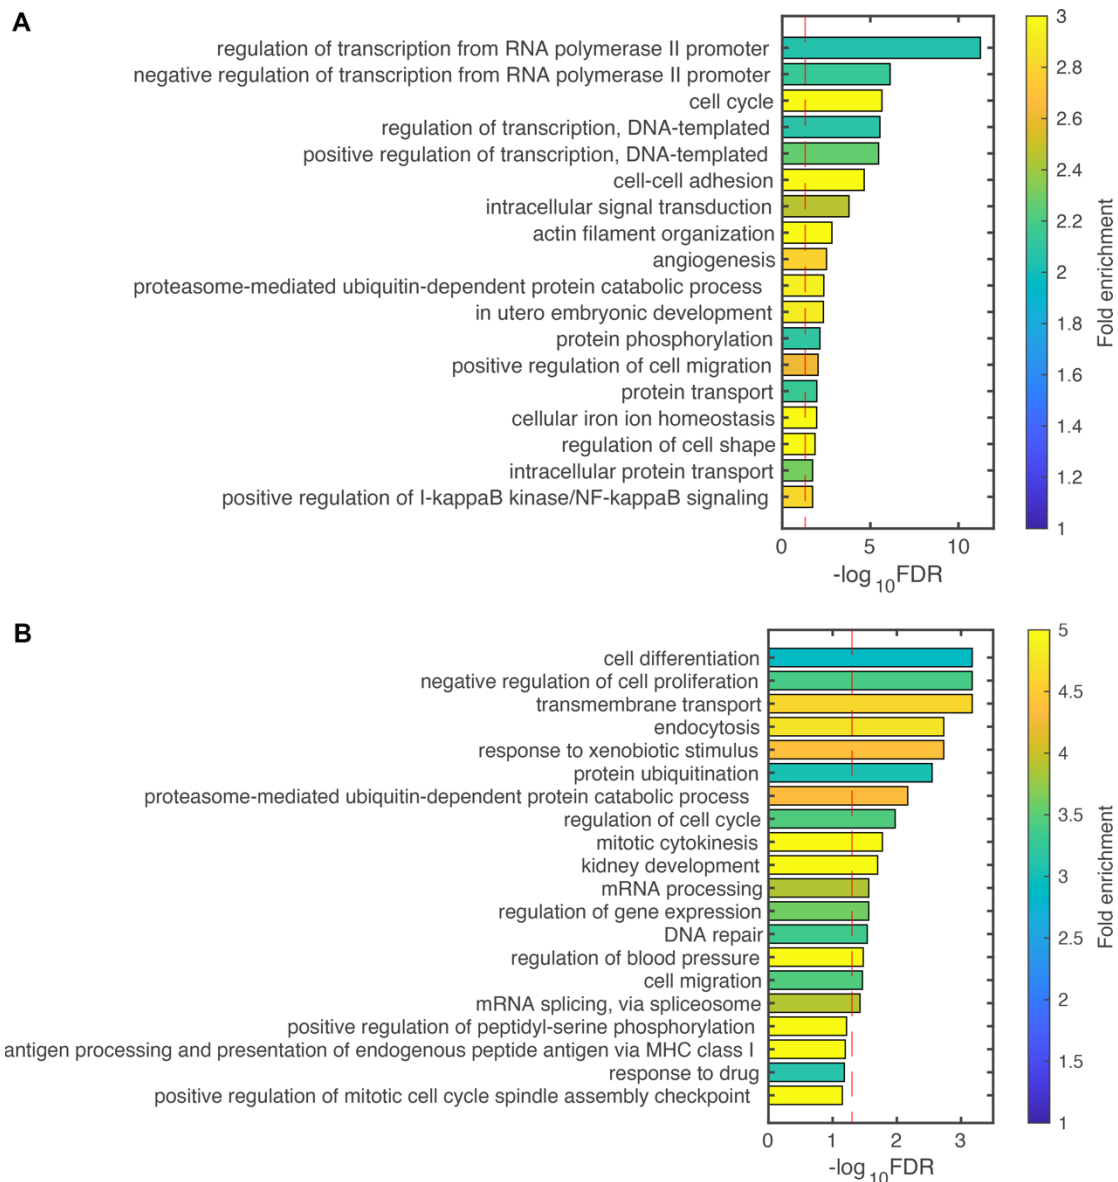 A
regulation of transcription from RNA polymerase II promoter
negative regulation of transcription from RNA polymerase II promoter
cell cycle
regulation of transcription, DNA-templated
positive regulation of transcription, DNA-templated
cell-cell adhesion
intracellular signal transduction
actin filament organization
angiogenesis
proteasome-mediated ubiquitin-dependent protein catabolic process
in utero embryonic development
protein phosphorylation
positive regulation of cell migration
protein transport
cellular iron ion homeostasis
regulation of cell shape
intracellular protein transport
positive regulation of I-kappaB kinase/NF-kappaB signaling
0 5 10
-log10FDR
3
2.8
2.6
2.4
2.2
2
1.8
1.6
1.4
1.2
1
Fold enrichment
B
cell differentiation
negative regulation of cell proliferation
transmembrane transport
endocytosis
response to xenobiotic stimulus
protein ubiquitination
proteasome-mediated ubiquitin-dependent protein catabolic process
regulation of cell cycle
mitotic cytokinesis
kidney development
mRNA processing
regulation of gene expression
DNA repair
regulation of blood pressure
cell migration
mRNA splicing, via spliceosome
positive regulation of peptidyl-serine phosphorylation
antigen processing and presentation of endogenous peptide antigen via MHC class I
response to drug
positive regulation of mitotic cell cycle spindle assembly checkpoint
0 1 2 3
-log10FDR
5
4.5
4
3.5
3
2.5
2
1.5
1
Fold enrichment